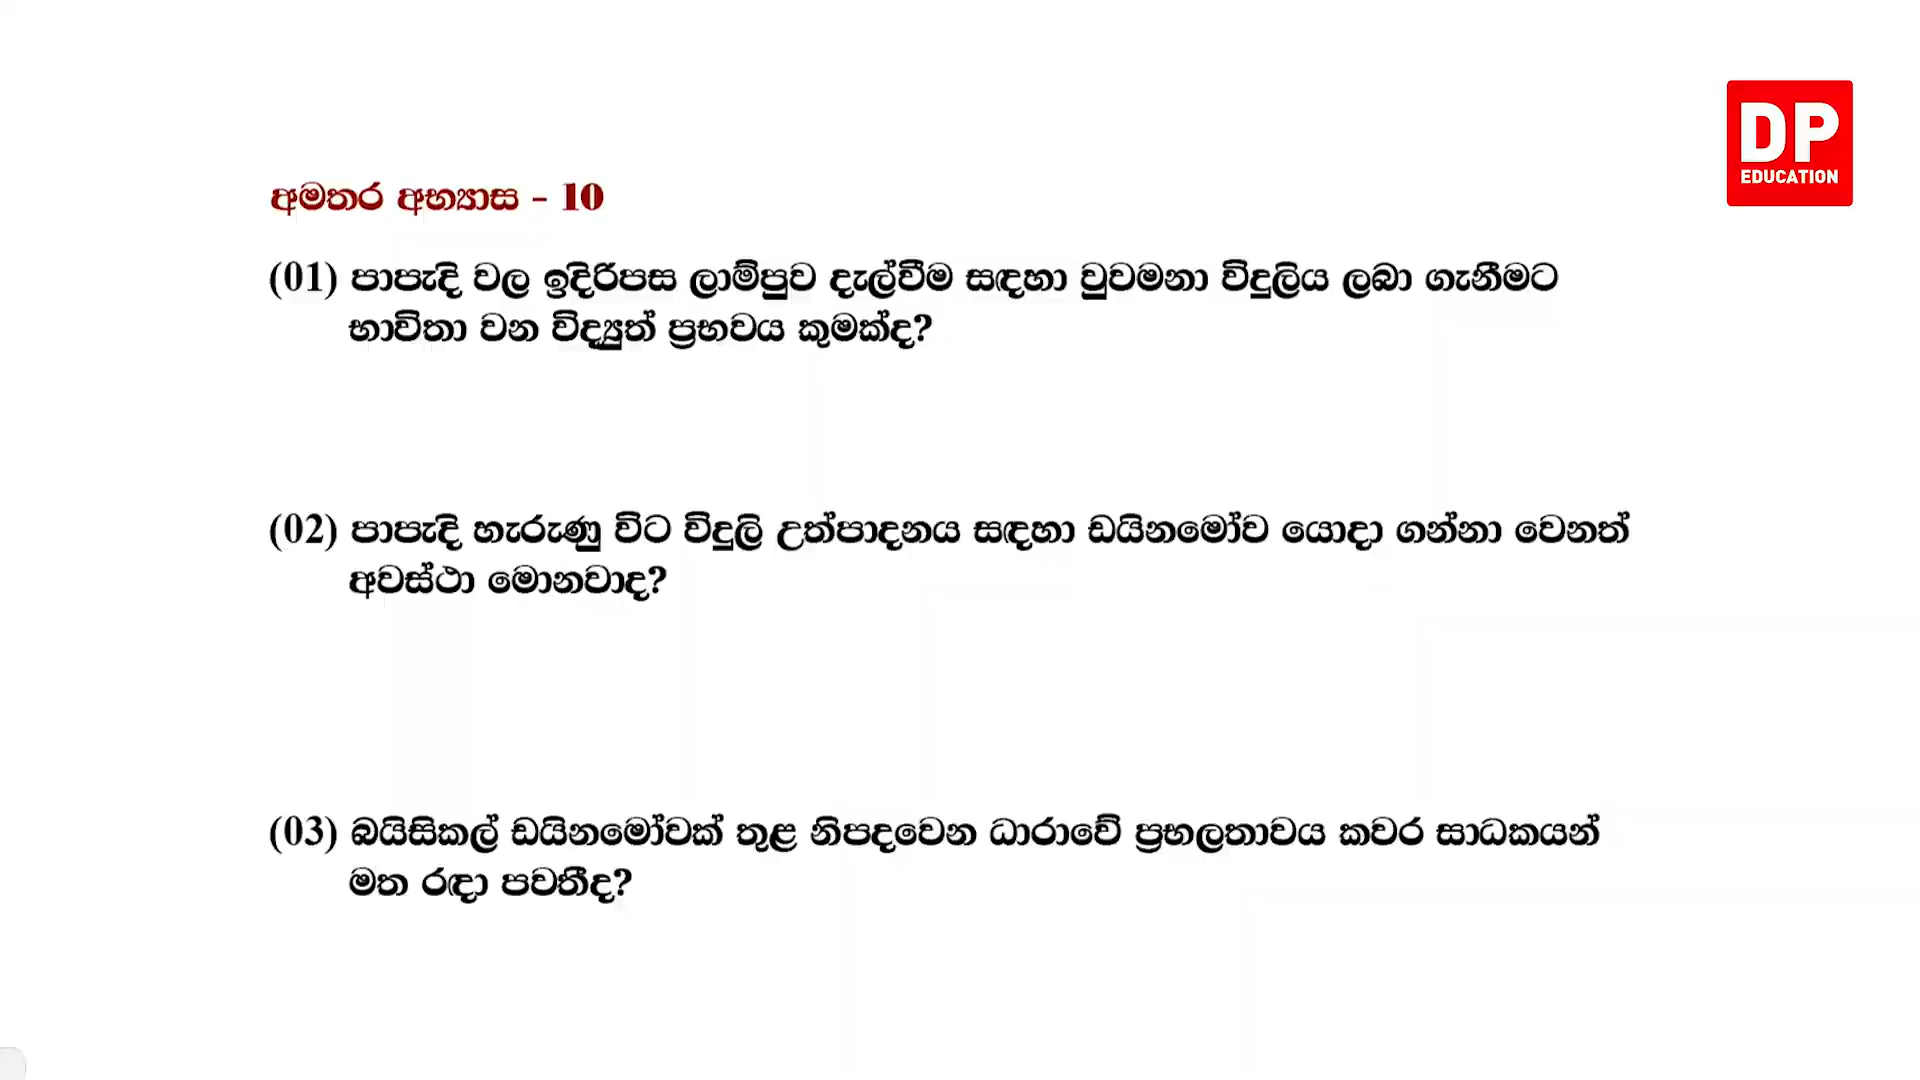 DP
EDUCATION
අමතර අභ්‍යාස - 10
(01) පාපැදි වල ඉදිරිපස ලාම්පුව දැල්වීම සඳහා වුවමනා විදුලිය ලබා ගැනීමට
භාවිතා වන විද්‍යුත් ප්‍රභවය කුමක්ද?
(02) පාපැදි හැරුණු විට විදුලි උත්පාදනය සඳහා ඩයිනමෝව යොදා ගන්නා වෙනත්
අවස්ථා මොනවාද?
(03) බයිසිකල් ඩයිනමෝවක් තුළ නිපදවෙන ධාරාවේ ප්‍රභලතාවය කවර සාධකයන්
මත රඳා පවතීද?